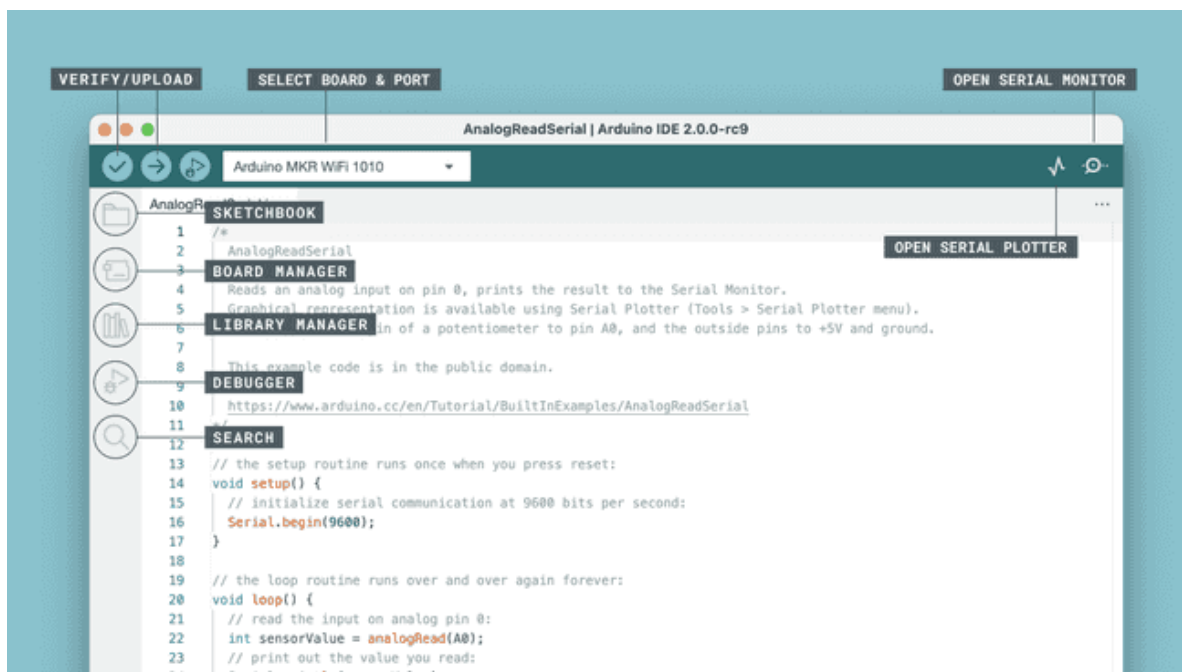 VERIFY/UPLOAD
SELECT BOARD & PORT
OPEN SERIAL MONITOR
AnalogReadSerial | Arduino IDE 2.0.0-rc9
Arduino MKR WiFi 1010
SKETCHBOOK
OPEN SERIAL PLOTTER
1 /*
2 AnalogReadSerial
BOARD MANAGER
3
4 Reads an analog input on pin 0, prints the result to the Serial Monitor.
5 Graphical representation is available using Serial Plotter (Tools > Serial Plotter menu).
LIBRARY MANAGER
6 of a potentiometer to pin A0, and the outside pins to +5V and ground.
7
8 This example code is in the public domain.
DEBUGGER
9
10 https://www.arduino.cc/en/Tutorial/BuiltInExamples/AnalogReadSerial
11 */
SEARCH
12
13 // the setup routine runs once when you press reset:
14 void setup() {
15 // initialize serial communication at 9600 bits per second:
16 Serial.begin(9600);
17 }
18
19 // the loop routine runs over and over again forever:
20 void loop() {
21 // read the input on analog pin 0:
22 int sensorValue = analogRead(A0);
23 // print out the value you read: